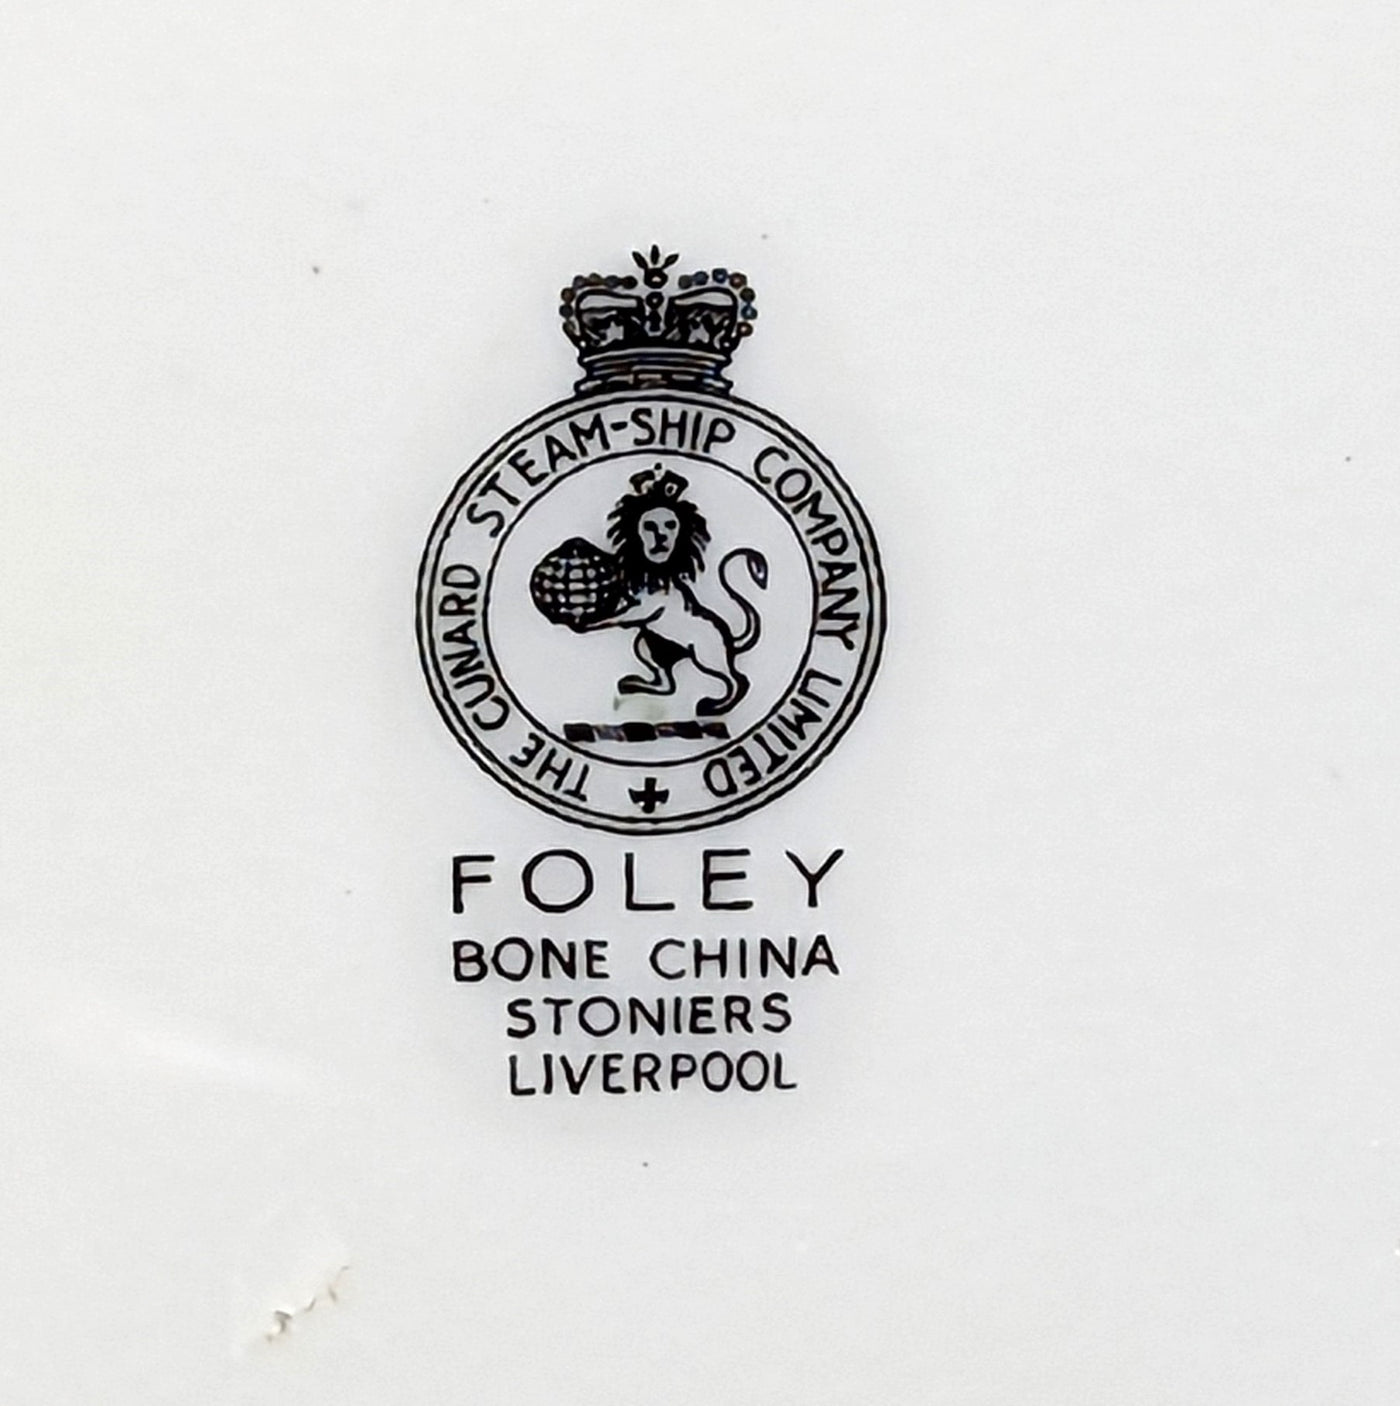 THE CUNARD STEAM-SHIP COMPANY LIMITED
FOLEY
BONE CHINA
STONIERS
LIVERPOOL